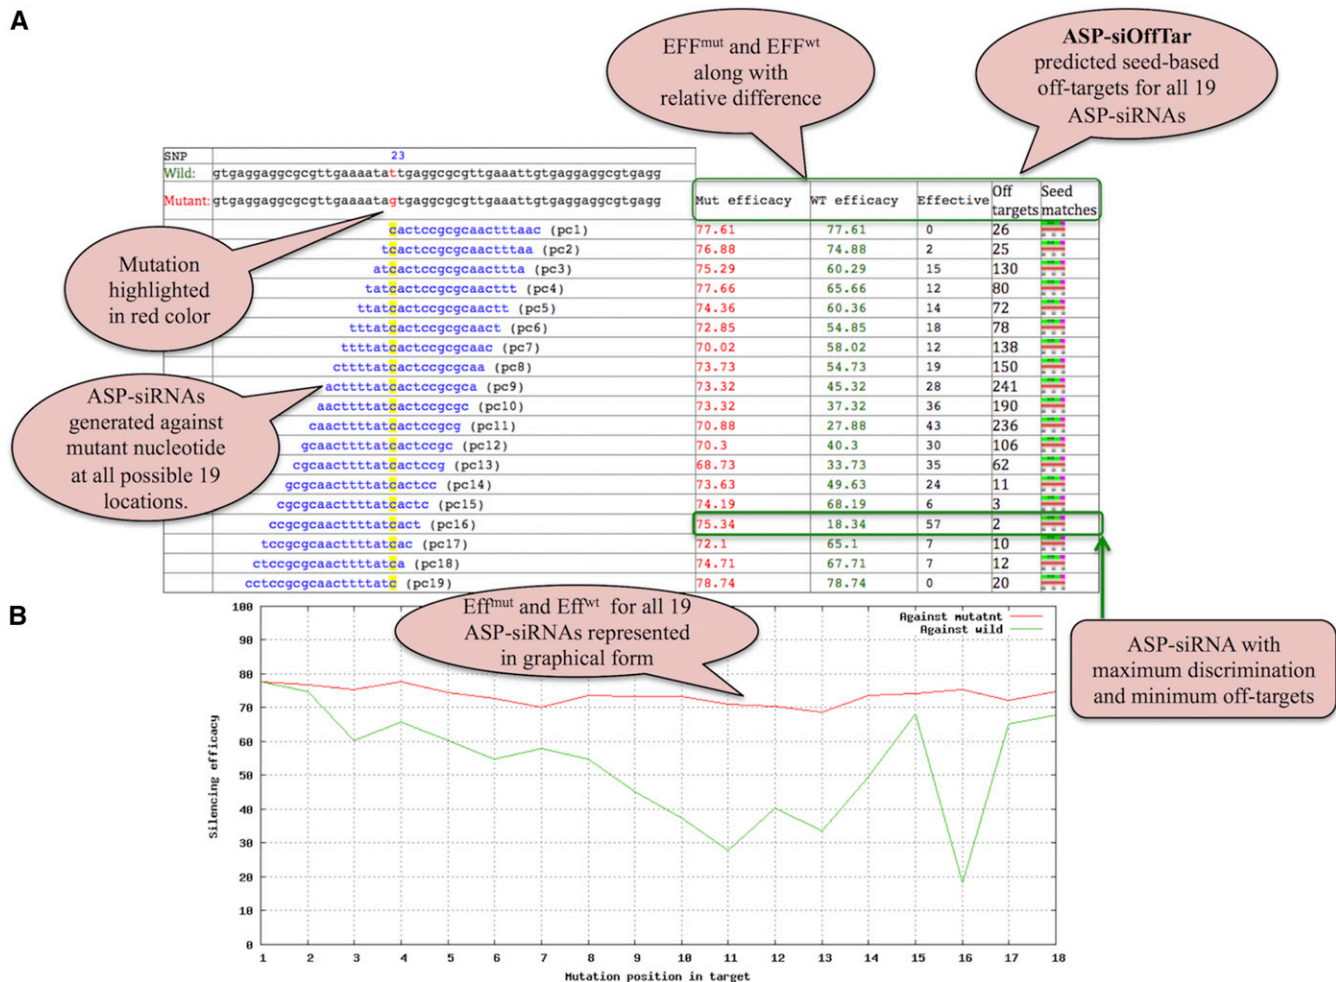 A
EFFmut and EFFwt
along with
relative difference
ASP-siOffTar
predicted seed-based
off-targets for all 19
ASP-siRNAs
SNP 23
Wild: gtgaggaggcgcgttgaaaatattgaggcgcgttgaaattgtgaggaggcgtgagg
Mutant: gtgaggaggcgcgttgaaaatagtgaggcgcgttgaaattgtgaggaggcgtgagg
Mut efficacy WT efficacy Effective Off targets Seed matches
cactccgcgcaactttaac (pc1) 77.61 77.61 0 26
tcactccgcgcaactttaa (pc2) 76.88 74.88 2 25
atcactccgcgcaacttta (pc3) 75.29 60.29 15 130
tatcactccgcgcaacttt (pc4) 77.66 65.66 12 80
ttatcactccgcgcaactt (pc5) 74.36 60.36 14 72
tttatcactccgcgcaact (pc6) 72.85 54.85 18 78
ttttatcactccgcgcaac (pc7) 70.02 58.02 12 138
cttttatcactccgcgcaa (pc8) 73.73 54.73 19 150
acttttatcactccgcgca (pc9) 73.32 45.32 28 241
aacttttatcactccgcgc (pc10) 73.32 37.32 36 190
caacttttatcactccgcg (pc11) 70.88 27.88 43 236
gcaacttttatcactccgc (pc12) 70.3 40.3 30 106
cgcaacttttatcactccg (pc13) 68.73 33.73 35 62
gcgcaacttttatcactcc (pc14) 73.63 49.63 24 11
cgcgcaacttttatcactc (pc15) 74.19 68.19 6 3
ccgcgcaacttttatcact (pc16) 75.34 18.34 57 2
tccgcgcaacttttatcac (pc17) 72.1 65.1 7 10
ctccgcgcaacttttatca (pc18) 74.71 67.71 7 12
cctccgcgcaacttttatc (pc19) 78.74 78.74 0 20
Mutation
highlighted
in red color
ASP-siRNAs
generated against
mutant nucleotide
at all possible 19
locations.
ASP-siRNA with
maximum discrimination
and minimum off-targets
B
Effmut and Effwt for all 19
ASP-siRNAs represented
in graphical form
Against mutatnt
Against wild
Silencing efficacy
100
90
80
70
60
50
40
30
20
10
0
1 2 3 4 5 6 7 8 9 10 11 12 13 14 15 16 17 18
Mutation position in target